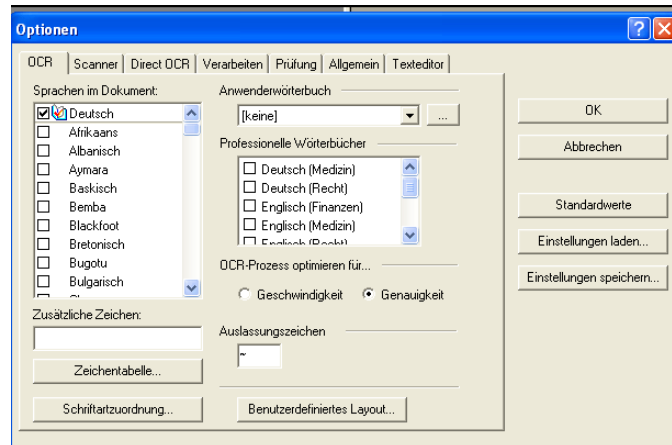 Optionen
OCR
Scanner
Direct OCR
Verarbeiten
Prüfung
Allgemein
Texteditor
Sprachen im Dokument:
Deutsch
Afrikaans
Albanisch
Aymara
Baskisch
Bemba
Blackfoot
Bretonisch
Bugotu
Bulgarisch
Zusätzliche Zeichen:
Zeichentabelle...
Schriftartzuordnung...
Anwenderwörterbuch
[keine]
...
Professionelle Wörterbücher
Deutsch (Medizin)
Deutsch (Recht)
Englisch (Finanzen)
Englisch (Medizin)
Englisch (Recht)
OCR-Prozess optimieren für...
Geschwindigkeit
Genauigkeit
Auslassungszeichen
~
Benutzerdefiniertes Layout...
OK
Abbrechen
Standardwerte
Einstellungen laden...
Einstellungen speichern...